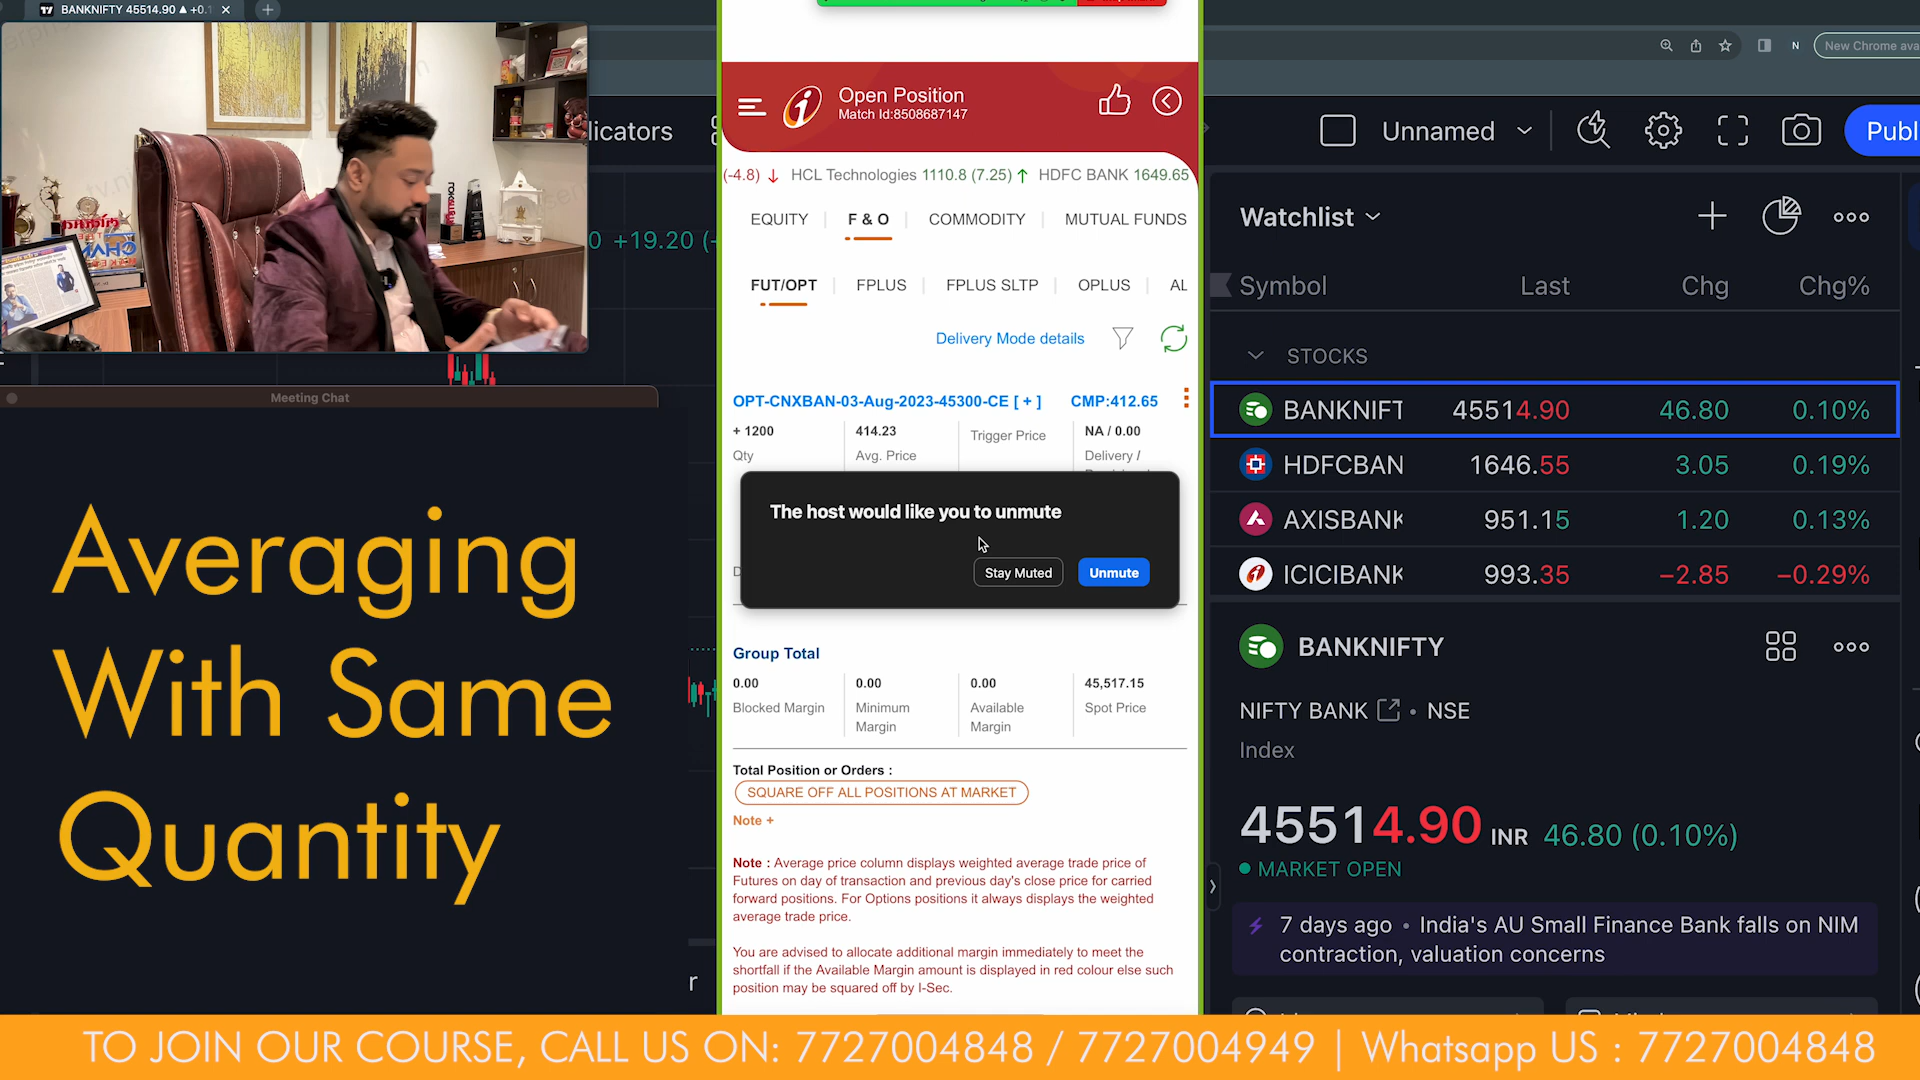 BANKNIFTY 45514.90 ▲ +0.1
New Chrome ava
Open Position
Match Id:8508687147
licators
Unnamed
Publ
(-4.8) ↓ HCL Technologies 1110.8 (7.25) ↑ HDFC BANK 1649.65
EQUITY F & O COMMODITY MUTUAL FUNDS
0 +19.20 (-
FUT/OPT FPLUS FPLUS SLTP OPLUS AL
Delivery Mode details
OPT-CNXBAN-03-Aug-2023-45300-CE [ + ] CMP:412.65
+ 1200 414.23 Trigger Price NA / 0.00
Qty Avg. Price Delivery /
The host would like you to unmute
Stay Muted Unmute
D
Group Total
0.00 0.00 0.00 45,517.15
Blocked Margin Minimum Margin Available Margin Spot Price
Total Position or Orders :
SQUARE OFF ALL POSITIONS AT MARKET
Note +
Note : Average price column displays weighted average trade price of
Futures on day of transaction and previous day's close price for carried
forward positions. For Options positions it always displays the weighted
average trade price.
You are advised to allocate additional margin immediately to meet the
shortfall if the Available Margin amount is displayed in red colour else such
position may be squared off by I-Sec.
Meeting Chat
Averaging
With Same
Quantity
r
Watchlist
Symbol Last Chg Chg%
STOCKS
BANKNIFT 45514.90 46.80 0.10%
HDFCBAN 1646.55 3.05 0.19%
AXISBANK 951.15 1.20 0.13%
ICICIBANK 993.35 −2.85 −0.29%
BANKNIFTY
NIFTY BANK • NSE
Index
45514.90 INR 46.80 (0.10%)
MARKET OPEN
7 days ago • India's AU Small Finance Bank falls on NIM
contraction, valuation concerns
TO JOIN OUR COURSE, CALL US ON: 7727004848 / 7727004949 | Whatsapp US : 7727004848